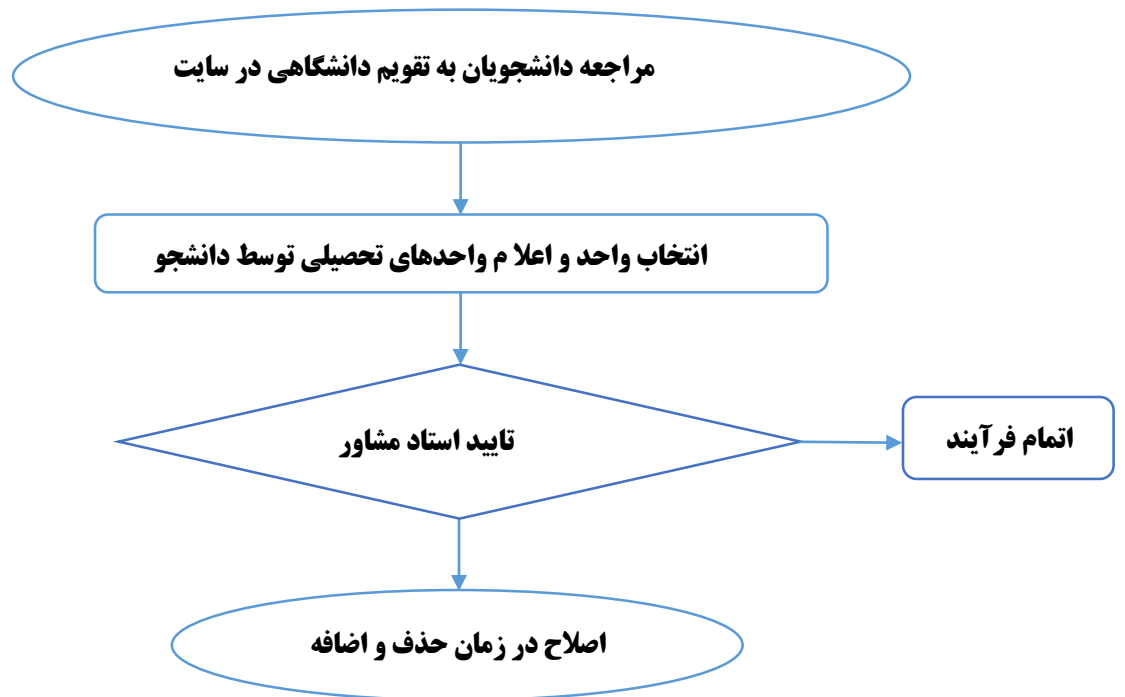 مراجعه دانشجویان به تقویم دانشگاهی در سایت
انتخاب واحد و اعلا م واحدهای تحصیلی توسط دانشجو
تایید استاد مشاور
اتمام فرآیند
اصلاح در زمان حذف و اضافه